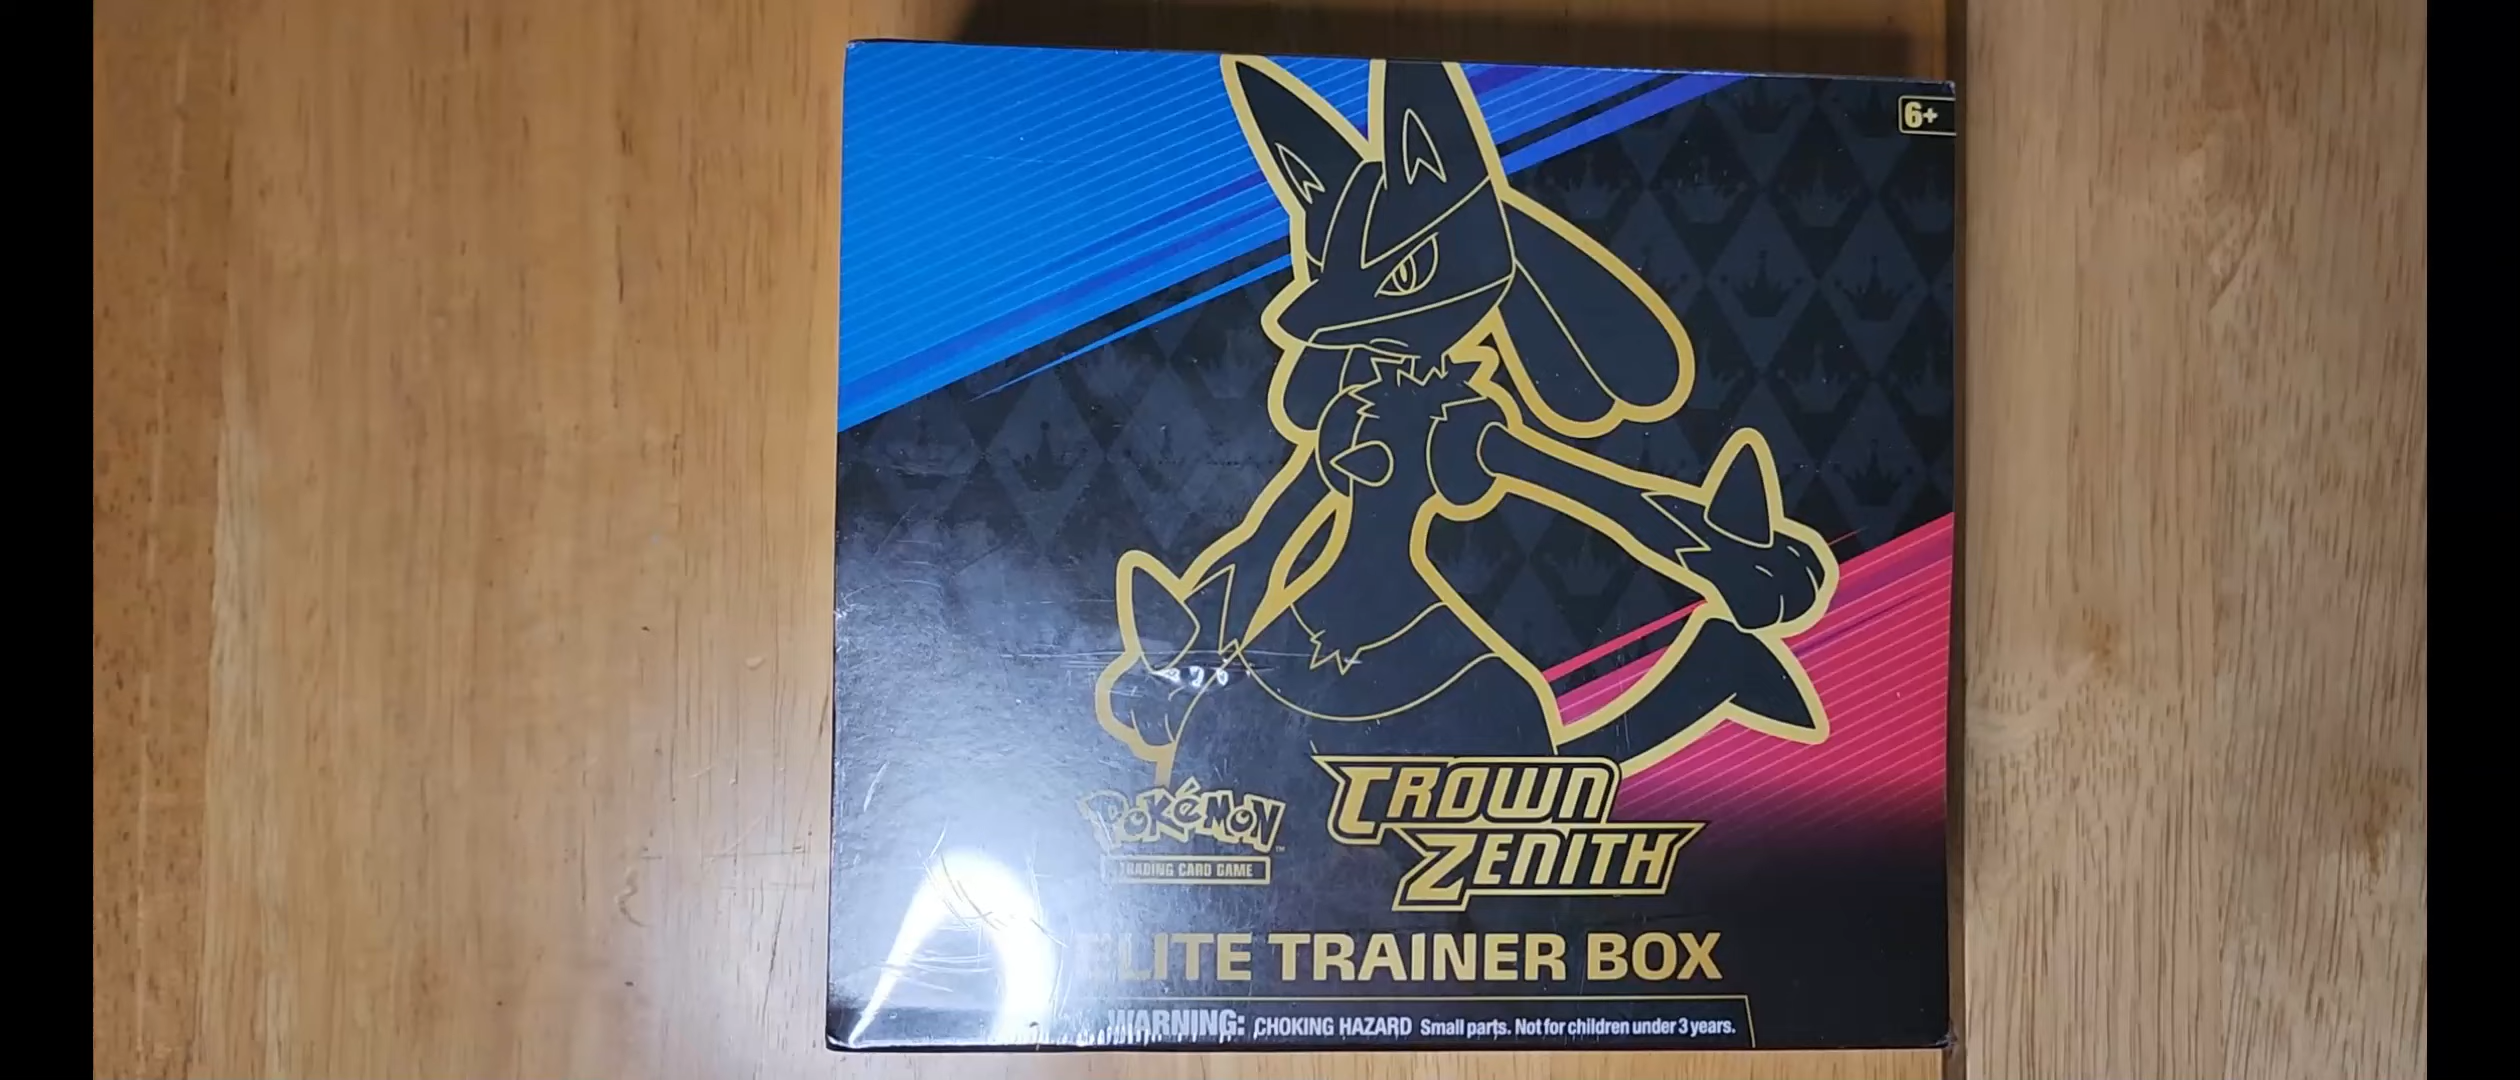 6+
Pokémon
TRADING CARD GAME
CROWN
ZENITH
ELITE TRAINER BOX
WARNING: CHOKING HAZARD Small parts. Not for children under 3 years.